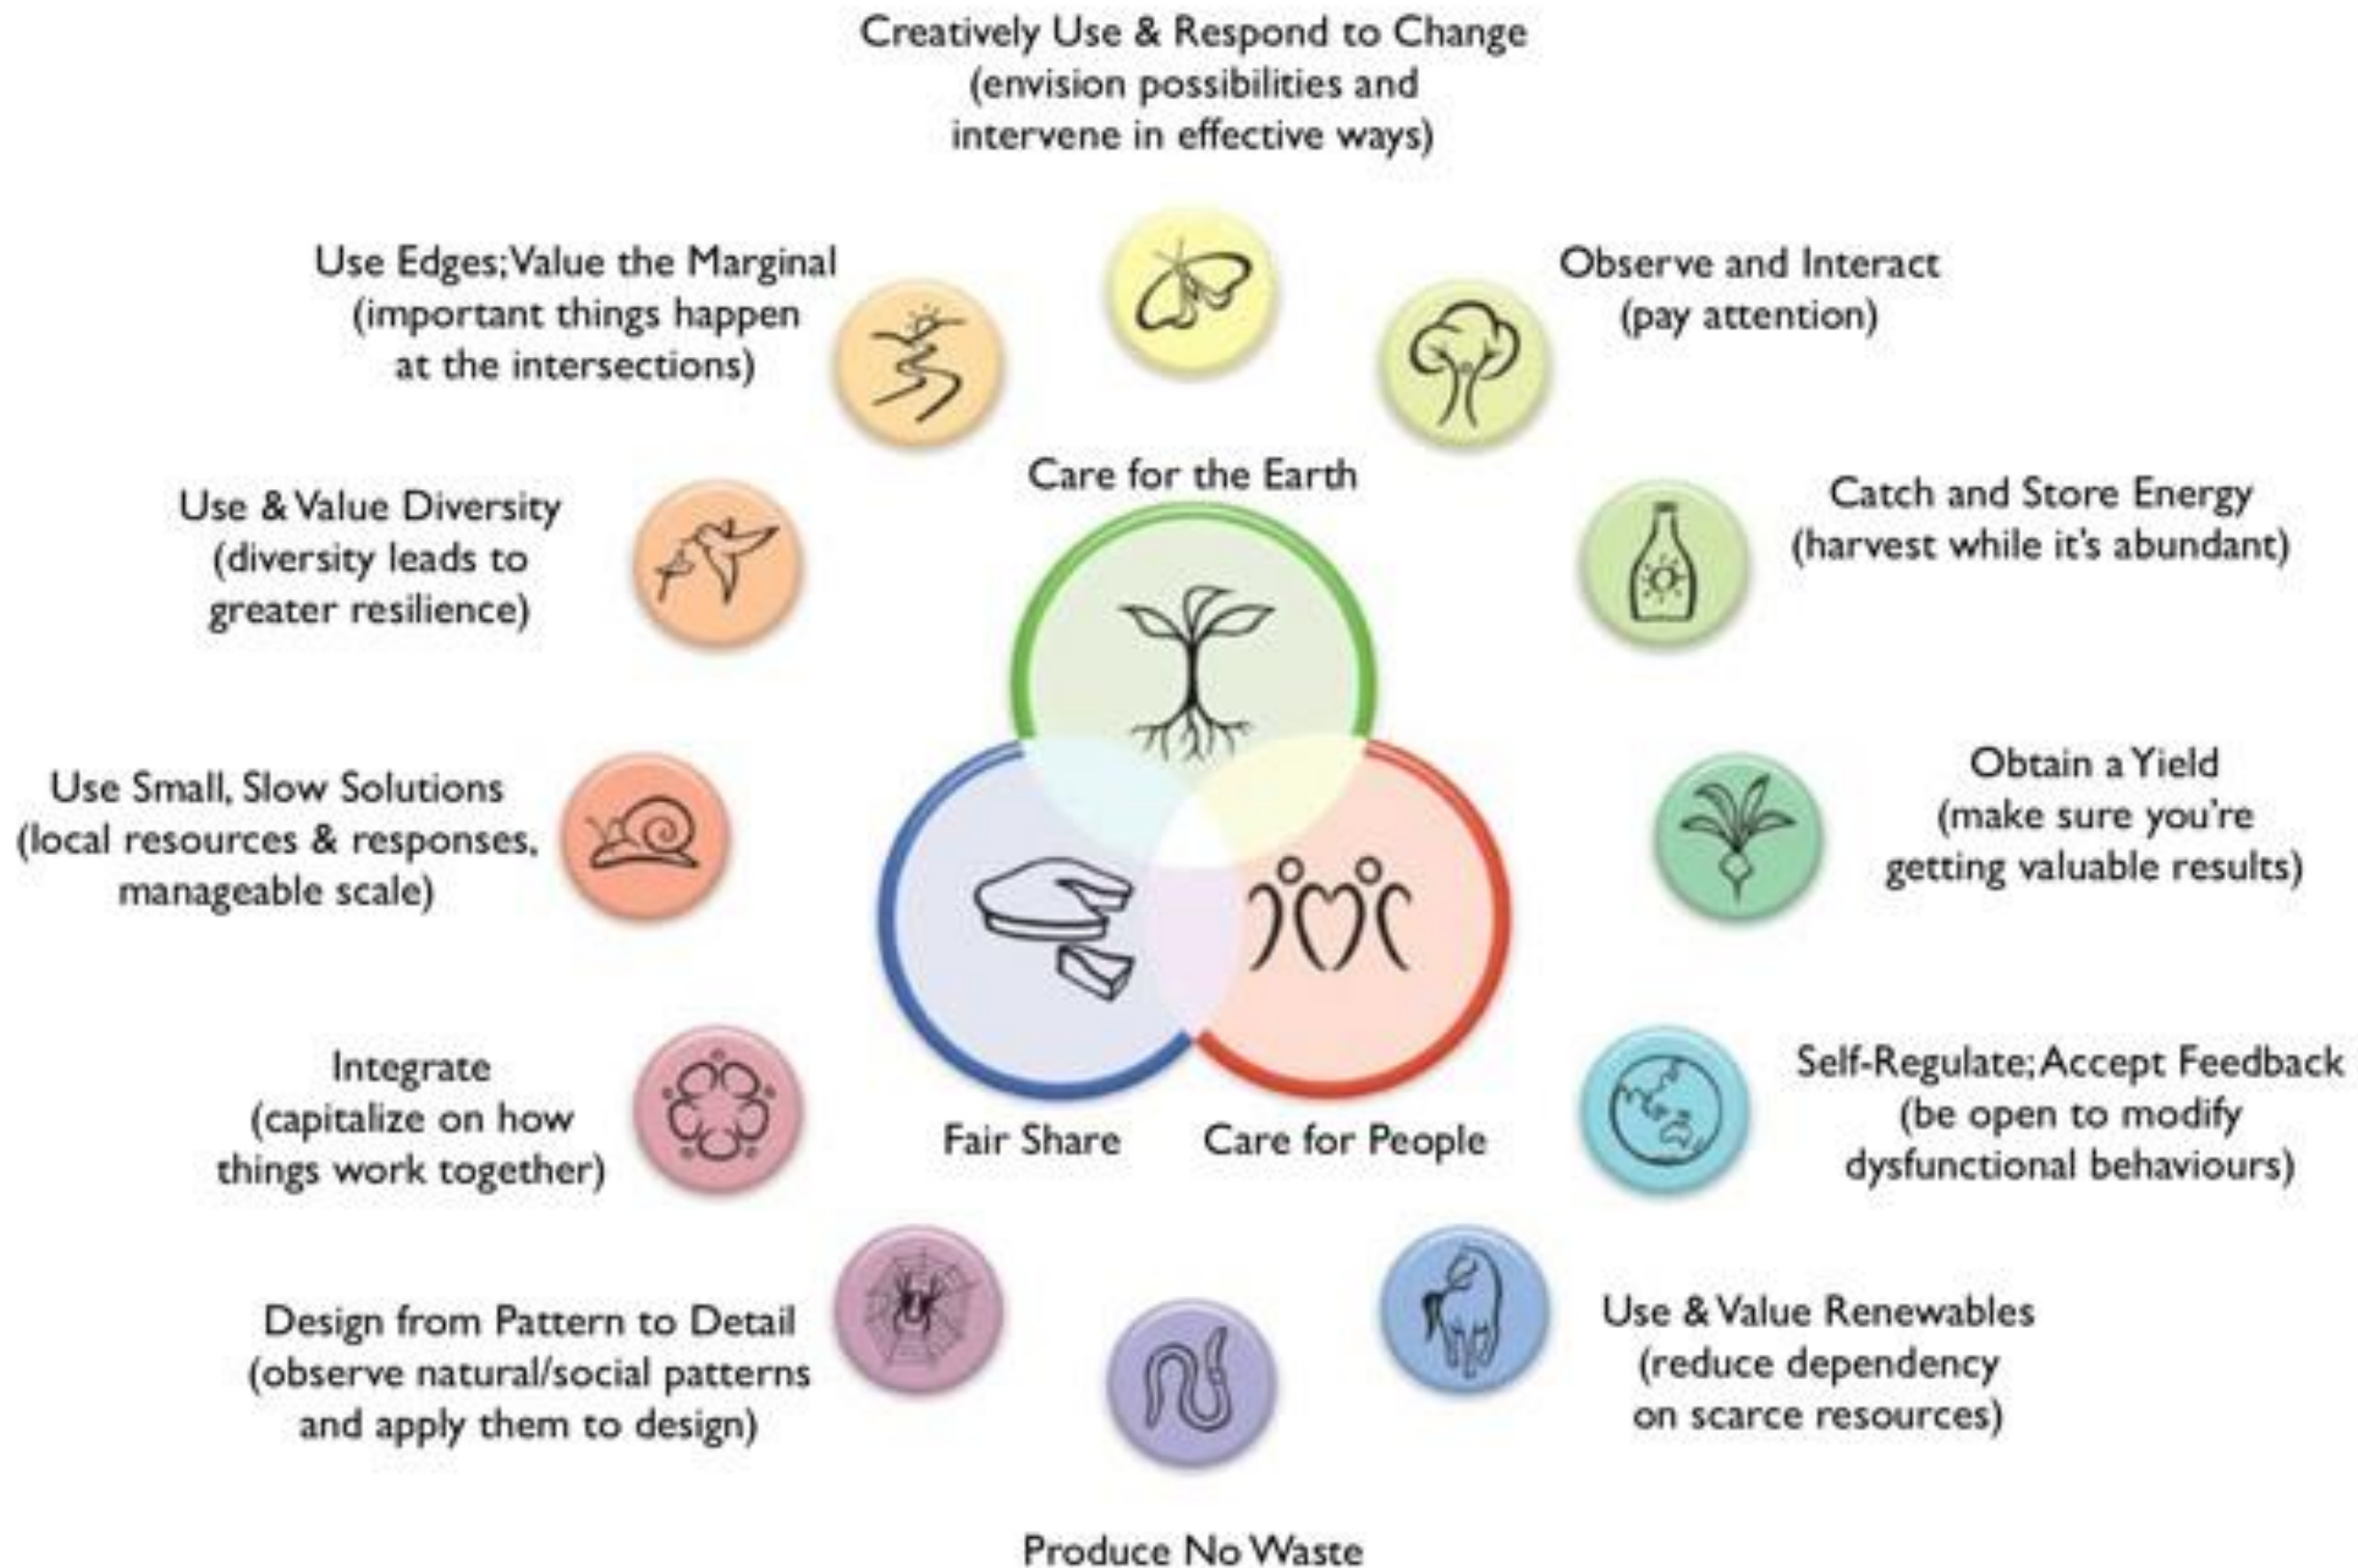 Creatively Use & Respond to Change
(envision possibilities and
intervene in effective ways)
Use Edges; Value the Marginal
(important things happen
at the intersections)
Observe and Interact
(pay attention)
Care for the Earth
Catch and Store Energy
(harvest while it's abundant)
Use & Value Diversity
(diversity leads to
greater resilience)
Obtain a Yield
(make sure you're
getting valuable results)
Use Small, Slow Solutions
(local resources & responses,
manageable scale)
Self-Regulate; Accept Feedback
(be open to modify
dysfunctional behaviours)
Integrate
(capitalize on how
things work together)
Fair Share
Care for People
Use & Value Renewables
(reduce dependency
on scarce resources)
Design from Pattern to Detail
(observe natural/social patterns
and apply them to design)
Produce No Waste